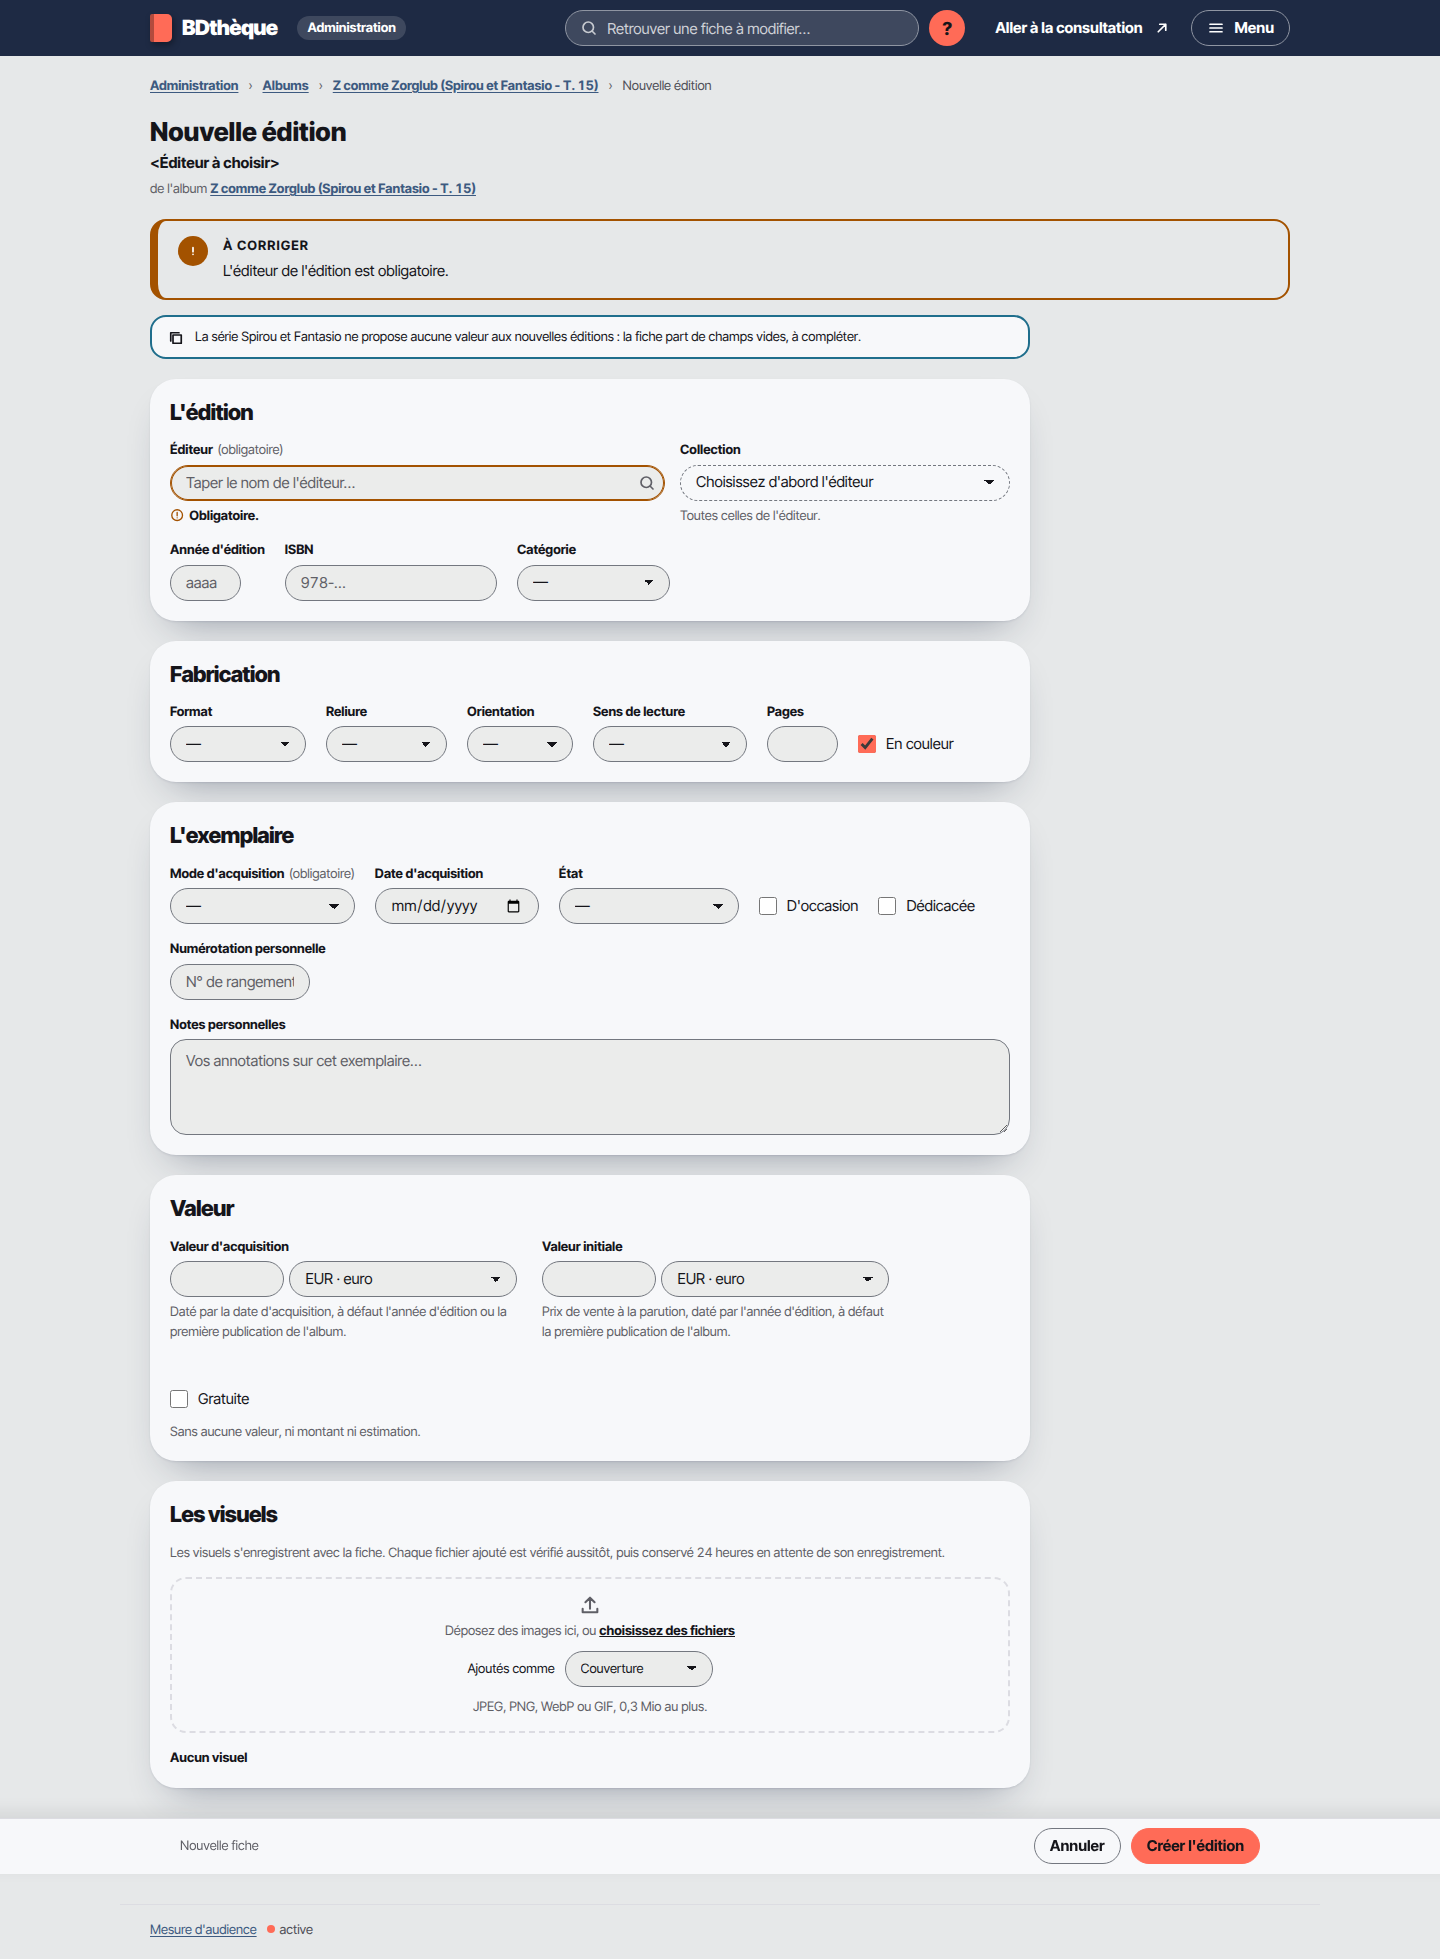 BDthèque
Administration
Retrouver une fiche à modifier...
?
Aller à la consultation
Menu
Administration › Albums › Z comme Zorglub (Spirou et Fantasio - T. 15) › Nouvelle édition
Nouvelle édition
<Éditeur à choisir>
de l'album Z comme Zorglub (Spirou et Fantasio - T. 15)
À CORRIGER
L'éditeur de l'édition est obligatoire.
La série Spirou et Fantasio ne propose aucune valeur aux nouvelles éditions : la fiche part de champs vides, à compléter.
L'édition
Éditeur (obligatoire)
Collection
Taper le nom de l'éditeur...
Choisissez d'abord l'éditeur
Obligatoire.
Toutes celles de l'éditeur.
Année d'édition
ISBN
Catégorie
aaaa
978-...
—
Fabrication
Format
Reliure
Orientation
Sens de lecture
Pages
—
—
—
—
En couleur
L'exemplaire
Mode d'acquisition (obligatoire)
Date d'acquisition
État
—
mm/dd/yyyy
—
D'occasion
Dédicacée
Numérotation personnelle
N° de rangement
Notes personnelles
Vos annotations sur cet exemplaire...
Valeur
Valeur d'acquisition
Valeur initiale
EUR · euro
EUR · euro
Daté par la date d'acquisition, à défaut l'année d'édition ou la
première publication de l'album.
Prix de vente à la parution, daté par l'année d'édition, à défaut
la première publication de l'album.
Gratuite
Sans aucune valeur, ni montant ni estimation.
Les visuels
Les visuels s'enregistrent avec la fiche. Chaque fichier ajouté est vérifié aussitôt, puis conservé 24 heures en attente de son enregistrement.
Déposez des images ici, ou choisissez des fichiers
Ajoutés comme
Couverture
JPEG, PNG, WebP ou GIF, 0,3 Mio au plus.
Aucun visuel
Nouvelle fiche
Annuler
Créer l'édition
Mesure d'audience
active